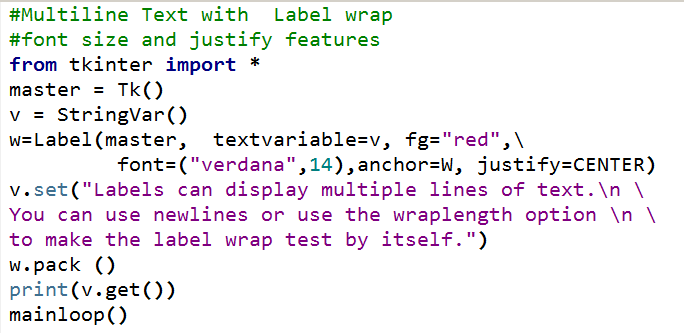 #Multiline Text with  Label wrap
#font size and justify features
from tkinter import *
master = Tk()
v = StringVar()
w=Label(master,  textvariable=v, fg="red",\
         font=("verdana",14),anchor=W, justify=CENTER)
v.set("Labels can display multiple lines of text.\n \
You can use newlines or use the wraplength option \n \
to make the label wrap test by itself.")
w.pack ()
print(v.get())
mainloop()